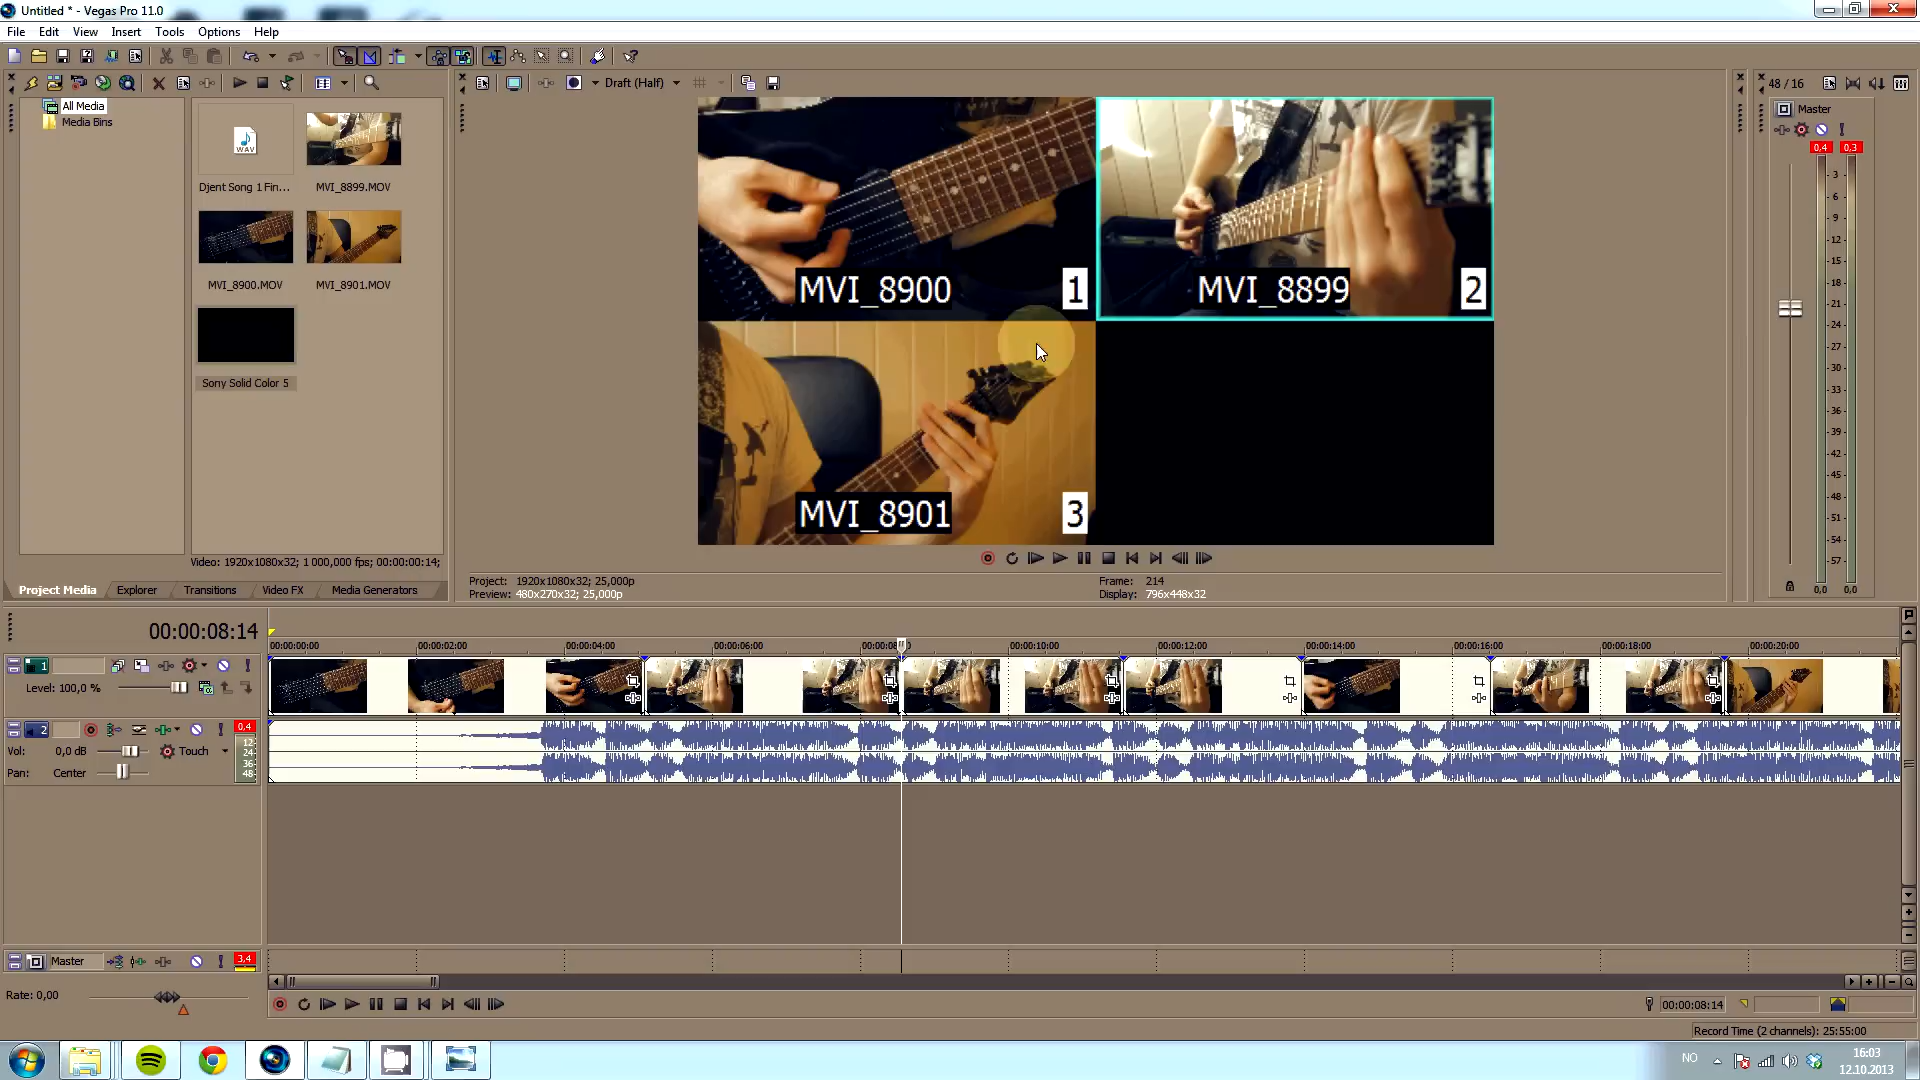 Untitled * - Vegas Pro 11.0
File Edit View Insert Tools Options Help
Draft (Half)
48 / 16
All Media
Media Bins
Master
WAV
0,4 0,3
Djent Song 1 Fin... MVI_8899.MOV
MVI_8900.MOV MVI_8901.MOV
Sony Solid Color 5
MVI_8900 1
MVI_8899 2
MVI_8901 3
3
6
9
12
15
18
21
24
27
30
33
36
39
42
45
48
51
54
57
0,0 0,0
Video: 1920x1080x32; 1 000,000 fps; 00:00:00:14;
Project Media Explorer Transitions Video FX Media Generators
Project: 1920x1080x32; 25,000p
Preview: 480x270x32; 25,000p
Frame: 214
Display: 796x448x32
00:00:08:14
00:00:00:00 00:00:02:00 00:00:04:00 00:00:06:00 00:00:10:00 00:00:12:00 00:00:14:00 00:00:16:00 00:00:18:00 00:00:20:00
1
Level: 100,0 %
2
0,4
Vol: 0,0 dB Touch
Pan: Center
12
24
36
48
Master 3,4
Rate: 0,00
00:00:08:14
Record Time (2 channels): 25:55:00
NO
16:03
12.10.2013